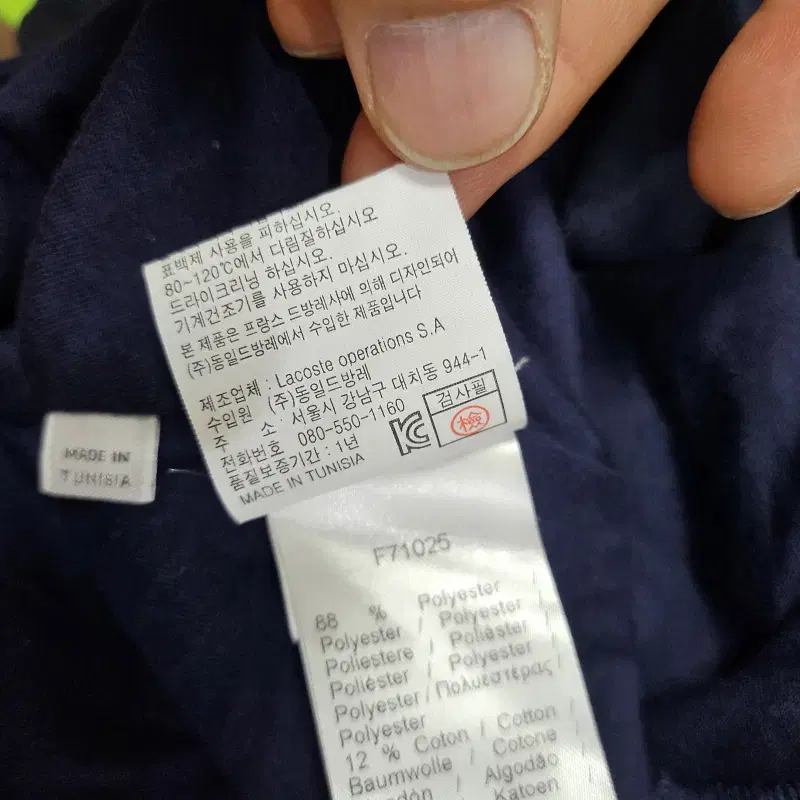 표백제 사용을 피하십시오.
80~120℃에서 다림질하십시오
드라이크리닝 하십시오.
기계건조기를 사용하지 마십시오.
본 제품은 프랑스 드방레사에 의해 디자인되어
(주)동일드방레에서 수입한 제품입니다
제조업체 : Lacoste operations S.A
수입원 (주)동일드방레
주 소: 서울시 강남구 대치동 944-1
전화번호 080-550-1160
품질보증기간 : 1년
MADE IN TUNISIA
검사필
檢
MADE IN
TUNISIA
F71025
88 % Polyester
Polyester / Polyester /
Poliestere / Poliester
Poliéster / Polyester
Polyester / Πολυεστερας
Polyester
12 % Coton / Cotton /
Baumwolle / Cotone
Algodón / Algodão
Katoen